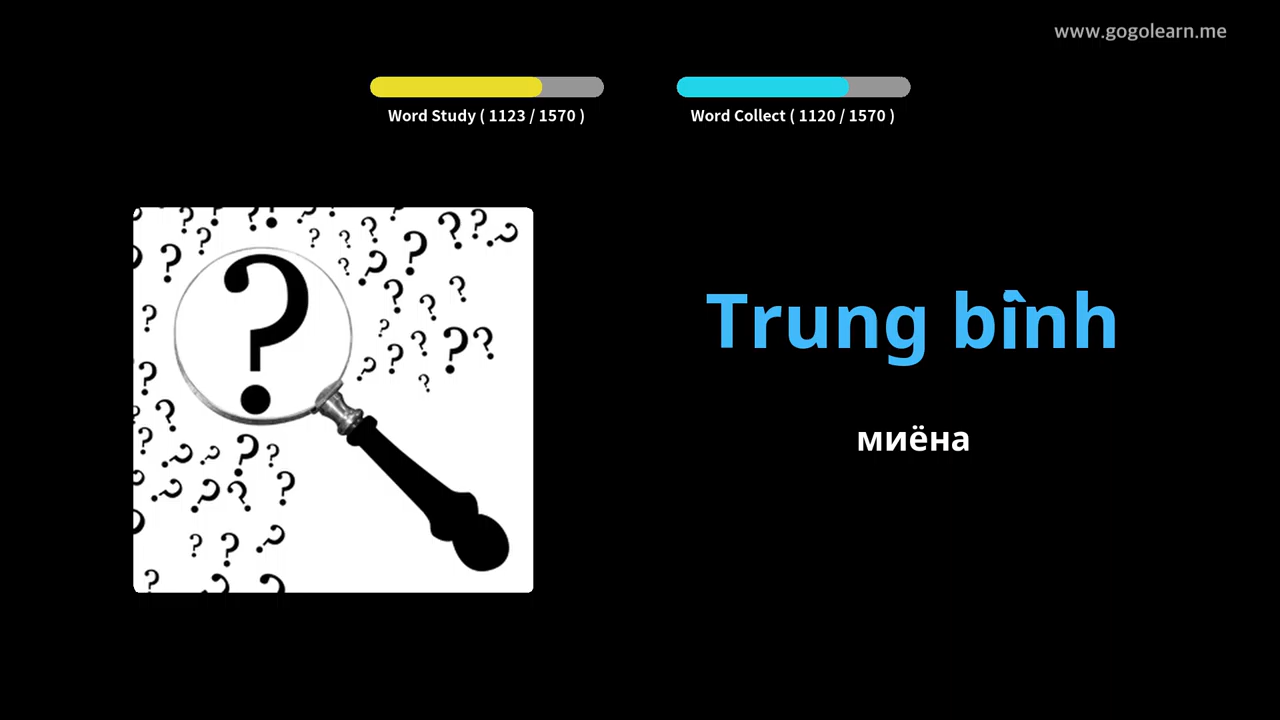 www.gogolearn.me
Word Study ( 1123 / 1570 )
Word Collect ( 1120 / 1570 )
Trung bình
миёна